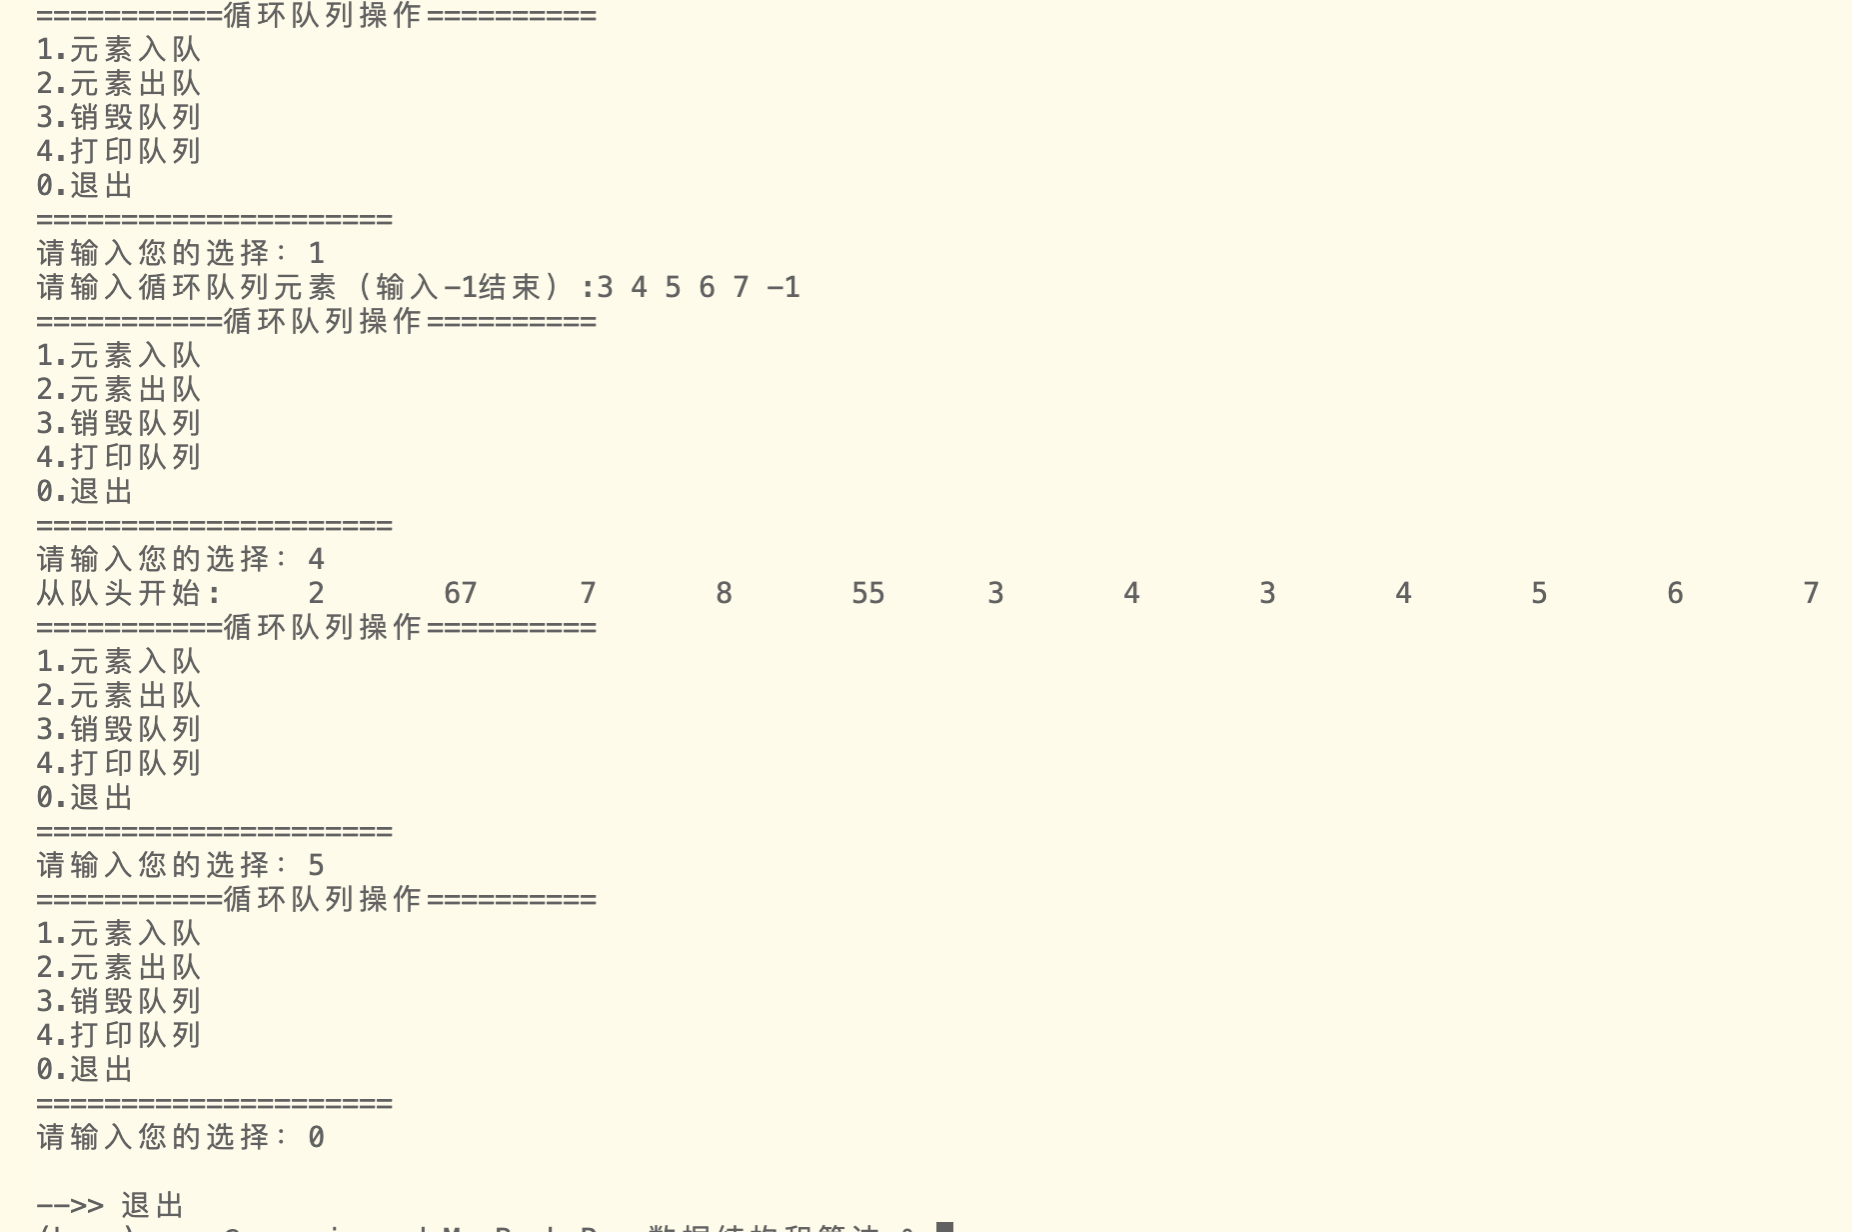 ===========循环队列操作==========
1.元素入队
2.元素出队
3.销毁队列
4.打印队列
0.退出
=====================
请输入您的选择: 1
请输入循环队列元素（输入-1结束）:3 4 5 6 7 -1
===========循环队列操作==========
1.元素入队
2.元素出队
3.销毁队列
4.打印队列
0.退出
=====================
请输入您的选择: 4
从队头开始: 2 67 7 8 55 3 4 3 4 5 6 7
===========循环队列操作==========
1.元素入队
2.元素出队
3.销毁队列
4.打印队列
0.退出
=====================
请输入您的选择: 5
===========循环队列操作==========
1.元素入队
2.元素出队
3.销毁队列
4.打印队列
0.退出
=====================
请输入您的选择: 0
-->> 退出
数据结构和算法 %